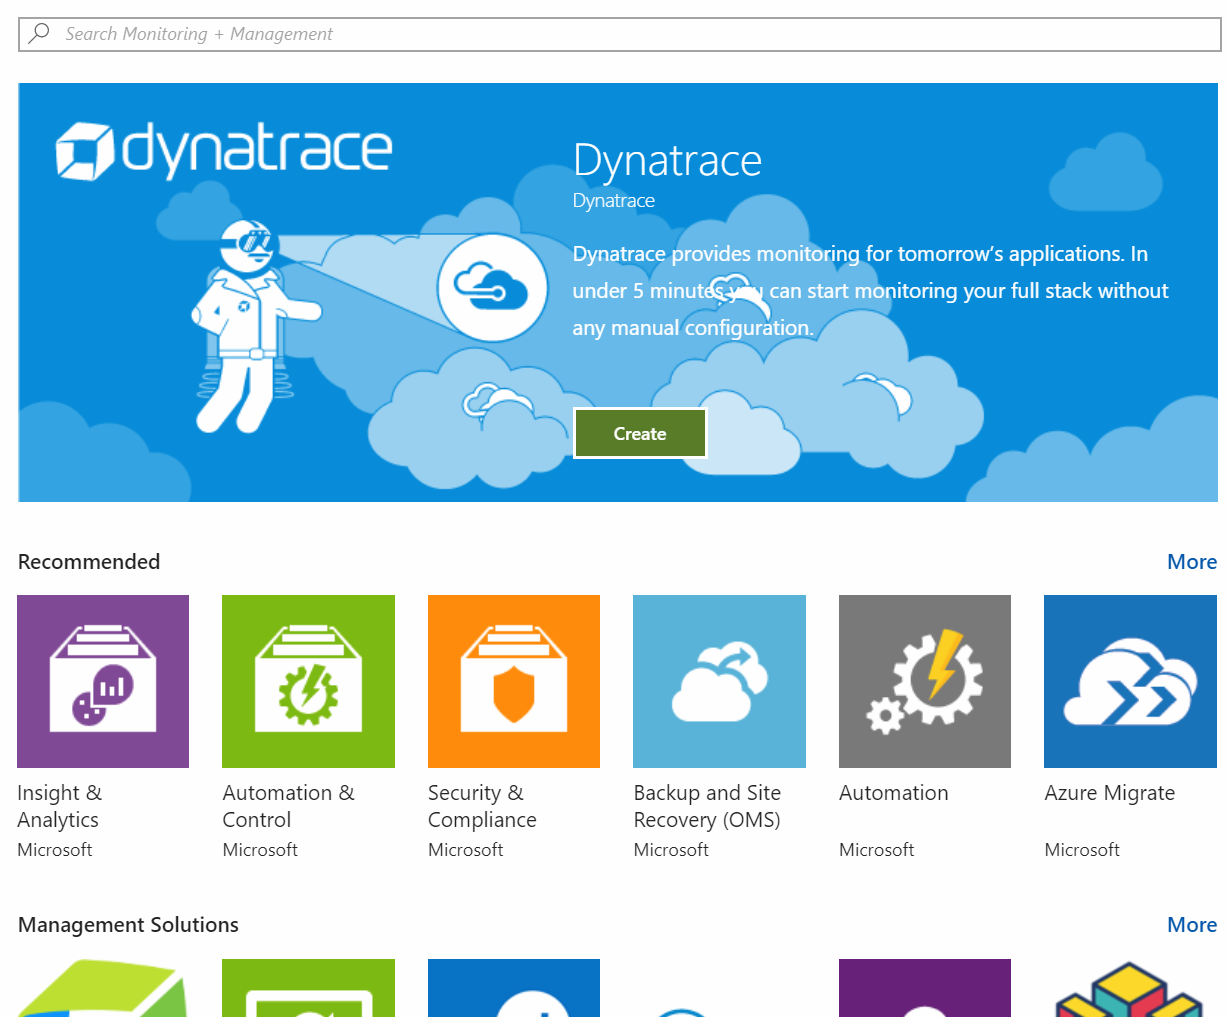 Search Monitoring + Management
dynatrace
Dynatrace
Dynatrace
Dynatrace provides monitoring for tomorrow’s applications. In
under 5 minutes you can start monitoring your full stack without
any manual configuration.
Create
Recommended
More
Insight &
Analytics
Microsoft
Automation &
Control
Microsoft
Security &
Compliance
Microsoft
Backup and Site
Recovery (OMS)
Microsoft
Automation
Microsoft
Azure Migrate
Microsoft
Management Solutions
More